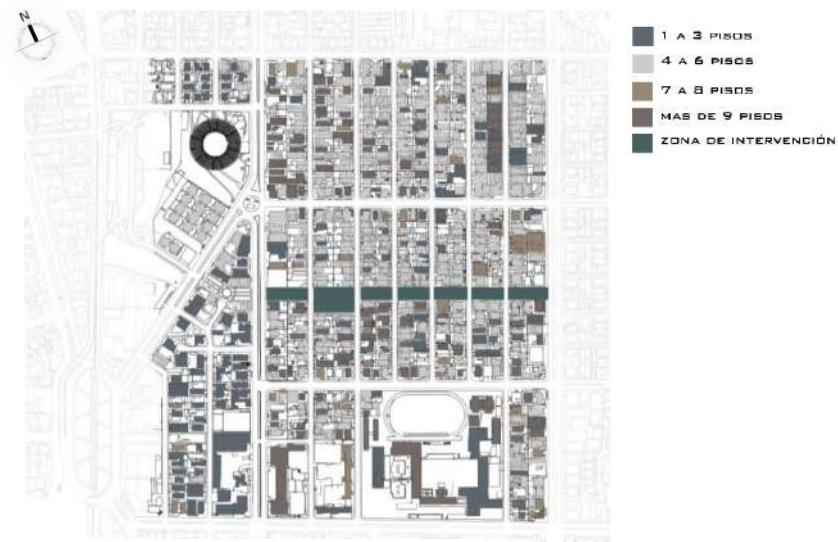 N
1 A 3 PISOS
4 A 6 PISOS
7 A 8 PISOS
MAS DE 9 PISOS
ZONA DE INTERVENCIÓN